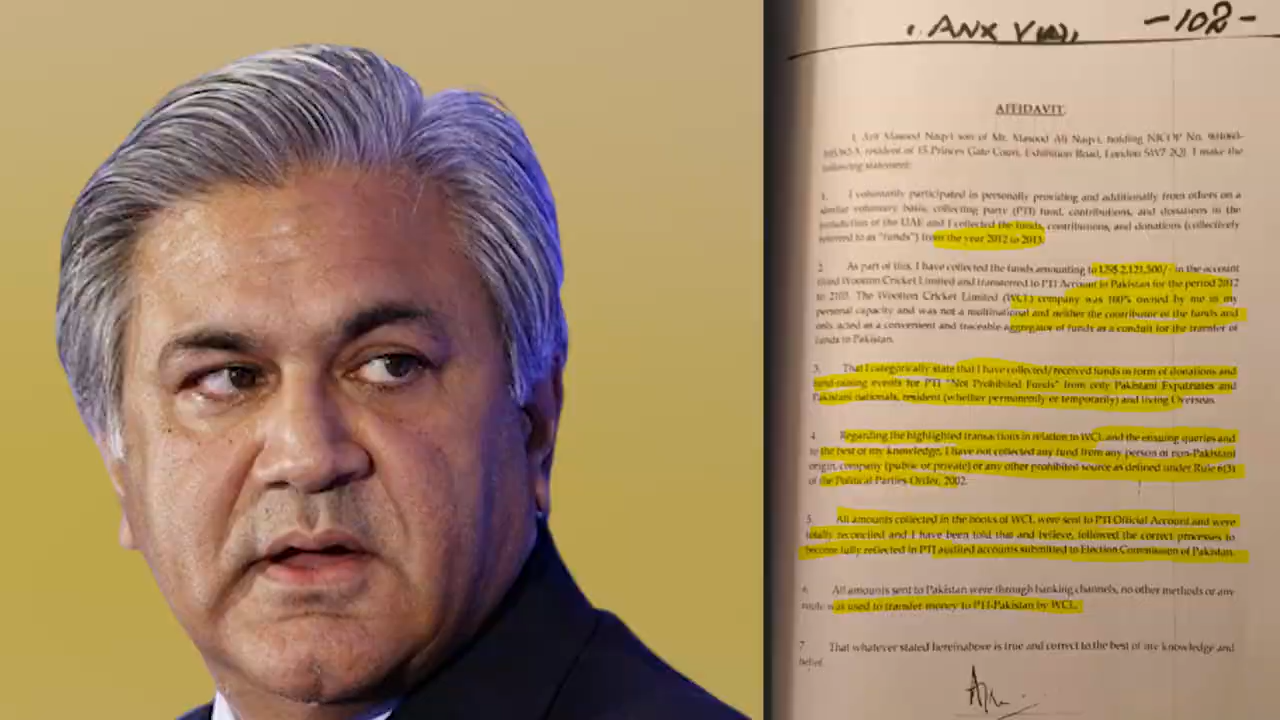 ANX VIII, -102-
AFFIDAVIT
I, Arif Masood Naqvi son of Mr. Masood Ali Naqvi, holding NICOP No.
resident of 15 Princes Gate Court, Exhibition Road, London SW7 2QJ. I make the
following statement:
1. I voluntarily participated in personally providing and additionally from others on a
similar voluntary basis, collecting party (PTI) fund, contributions, and donations in the
jurisdiction of the UAE and I collected the funds, contributions, and donations (collectively
referred to as "funds") from the year 2012 to 2013.
2. As part of this, I have collected the funds amounting to US$ 2,121,500/- in the account
titled Wootton Cricket Limited and transferred to PTI Account in Pakistan for the period 2012
to 2103. The Wootton Cricket Limited (WCL) company was 100% owned by me in my
personal capacity and was not a multinational and neither the contributor of the funds and
only acted as a convenient and traceable aggregator of funds as a conduit for the transfer of
funds to Pakistan.
3. That I categorically state that I have collected/received funds in form of donations and
fund-raising events for PTI "Not Prohibited Funds" from only Pakistani Expatriates and
Pakistani nationals, resident (whether permanently or temporarily) and living Overseas.
4. Regarding the highlighted transactions in relation to WCL and the ensuing queries and
to the best of my knowledge, I have not collected any fund from any person of non-Pakistani
origin, company (public or private) or any other prohibited source as defined under Rule 6(3)
of the Political Parties Order, 2002.
5. All amounts collected in the books of WCL were sent to PTI Official Account and were
totally reconciled and I have been told that and believe, followed the correct processes to
become fully reflected in PTI audited accounts submitted to Election Commission of Pakistan.
6. All amounts sent to Pakistan were through banking channels, no other methods or any
route was used to transfer money to PTI-Pakistan by WCL.
7. That whatever stated hereinabove is true and correct to the best of my knowledge and
belief.